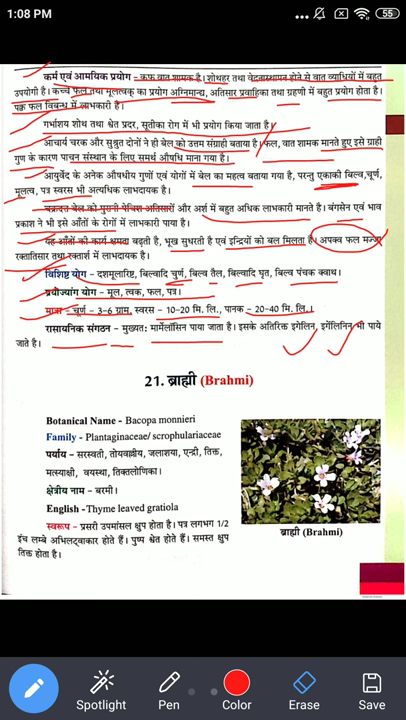 1:08 PM
55
कर्म एवं आमयिक प्रयोग - कफ वात शामक है। शोथहर तथा वेदनास्थापन होने से वात व्याधियों में बहुत
उपयोगी है। कच्चे फल तथा मूलत्वक् का प्रयोग अग्निमान्द्य, अतिसार प्रवाहिका तथा ग्रहणी में बहुत प्रयोग होता है।
पक्व फल विबन्ध में लाभकारी है।
गर्भाशय शोथ तथा श्वेत प्रदर, सूतीका रोग में भी प्रयोग किया जाता है।
आचार्य चरक और सुश्रुत दोनों ने ही बेल को उत्तम संग्राही बताया है। फल, वात शामक मानते हुए इसे ग्राही
गुण के कारण पाचन संस्थान के लिए समर्थ औषधि माना गया है।
आयुर्वेद के अनेक औषधीय गुणों एवं योगों में बेल का महत्व बताया गया है, परन्तु एकाकी बिल्व, चूर्ण,
मूलत्व, पत्र स्वरस भी अत्यधिक लाभदायक है।
चक्रदत्त बेल को पुरानी पेचिश अतिसारों और अर्श में बहुत अधिक लाभकारी मानते है। बंगसेन एवं भाव
प्रकाश ने भी इसे आँतों के रोगों में लाभकारी पाया है।
यह आँतों की कार्य क्षमता बढ़ती है, भूख सुधरती है एवं इन्द्रियों को बल मिलता है। अपक्व फल मज्जा
रक्तातिसार तथा रक्तार्श में लाभदायक है।
विशिष्ट योग - दशमूलारिष्ट, बिल्वादि चूर्ण, बिल्व तैल, बिल्वादि घृत, बिल्व पंचक क्वाथ।
प्रयोज्यांग योग - मूल, त्वक, फल, पत्र।
मात्रा - चूर्ण - 3-6 ग्राम, स्वरस - 10-20 मि. लि., पानक - 20-40 मि. लि.।
रासायनिक संगठन - मुख्यतः मार्मेलॉसिन पाया जाता है। इसके अतिरिक्त इगेलिन, इगेंलिनिन भी पाये
जाते है।
21. ब्राह्मी (Brahmi)
Botanical Name - Bacopa monnieri
Family - Plantaginaceae/ scrophulariaceae
पर्याय - सरस्वती, तोयवल्लीय, जलाशया, एन्द्री, तिक्त,
मत्स्याक्षी, वयस्था, तिक्तलोणिका।
क्षेत्रीय नाम - बरमी।
English - Thyme leaved gratiola
स्वरूप - प्रसरी उपमांसल क्षुप होता है। पत्र लगभग 1/2
इंच लम्बे अभिलट्वाकार होते हैं। पुष्प श्वेत होते हैं। समस्त क्षुप
तिक्त होता है।
ब्राह्मी (Brahmi)
Spotlight
Pen
Color
Erase
Save